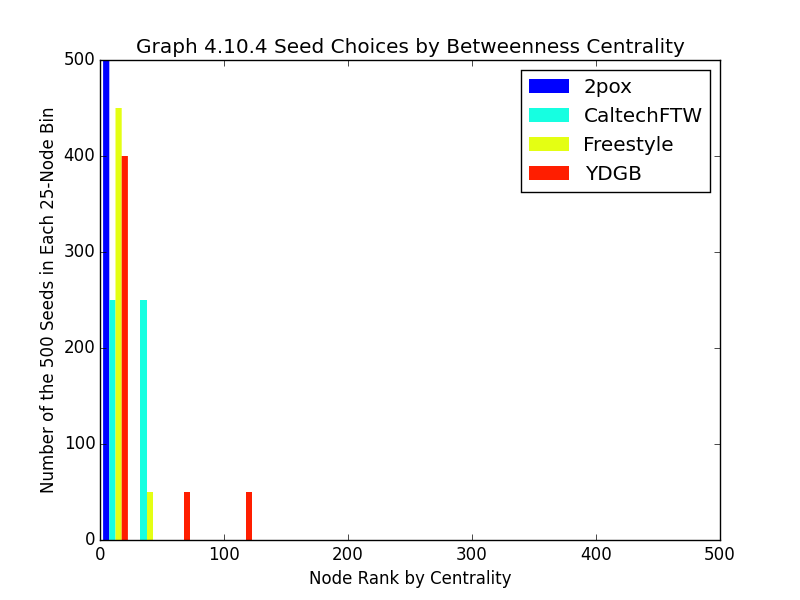 Graph 4.10.4 Seed Choices by Betweenness Centrality
Number of the 500 Seeds in Each 25-Node Bin
500
400
300
200
100
0
2pox
CaltechFTW
Freestyle
YDGB
0 100 200 300 400 500
Node Rank by Centrality